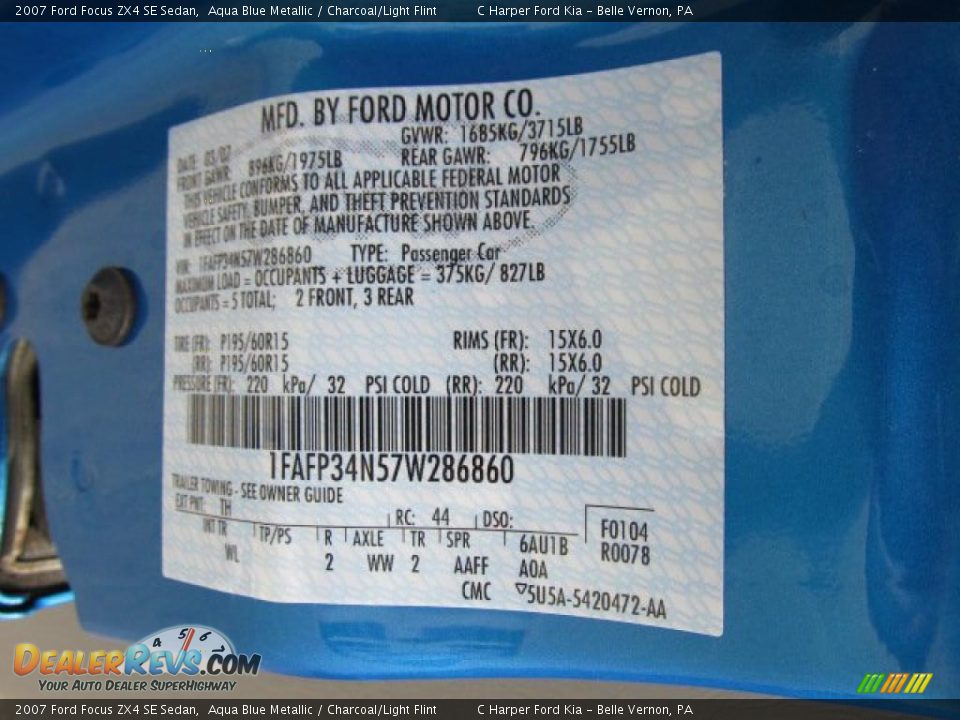 2007 Ford Focus ZX4 SE Sedan, Aqua Blue Metallic / Charcoal/Light Flint C Harper Ford Kia - Belle Vernon, PA
MFD. BY FORD MOTOR CO.
DATE: 03/07 GVWR: 1685KG/3715LB
FRONT GAWR: 896KG/1975LB REAR GAWR: 796KG/1755LB
THIS VEHICLE CONFORMS TO ALL APPLICABLE FEDERAL MOTOR
VEHICLE SAFETY, BUMPER, AND THEFT PREVENTION STANDARDS
IN EFFECT ON THE DATE OF MANUFACTURE SHOWN ABOVE.
VIN: 1FAFP34N57W286860 TYPE: Passenger Car
MAXIMUM LOAD = OCCUPANTS + LUGGAGE = 375KG/ 827LB
OCCUPANTS = 5 TOTAL; 2 FRONT, 3 REAR
TIRE (FR): P195/60R15 RIMS (FR): 15X6.0
(RR): P195/60R15 (RR): 15X6.0
PRESSURE (FR): 220 kPa/ 32 PSI COLD (RR): 220 kPa/ 32 PSI COLD
1FAFP34N57W286860
TRAILER TOWING - SEE OWNER GUIDE
EXT PNT: TH RC: 44 DSO: F0104
INT TR TP/PS R AXLE TR SPR 6AU1B R0078
WL 2 WW 2 AAFF AOA
CMC ▽5U5A-5420472-AA
4 5 6
DEALERREVS.COM
YOUR AUTO DEALER SUPERHIGHWAY
2007 Ford Focus ZX4 SE Sedan, Aqua Blue Metallic / Charcoal/Light Flint C Harper Ford Kia - Belle Vernon, PA